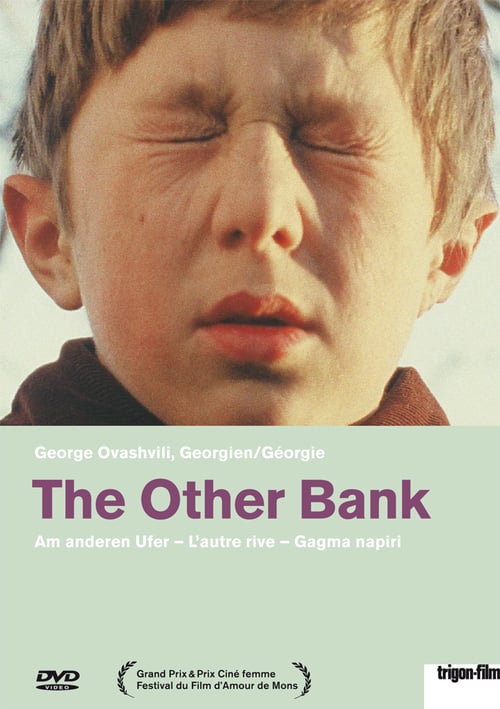 George Ovashvili, Georgien/Géorgie
The Other Bank
Am anderen Ufer – L'autre rive – Gagma napiri
DVD
VIDEO
Grand Prix & Prix Ciné femme
Festival du Film d'Amour de Mons
trigon-film